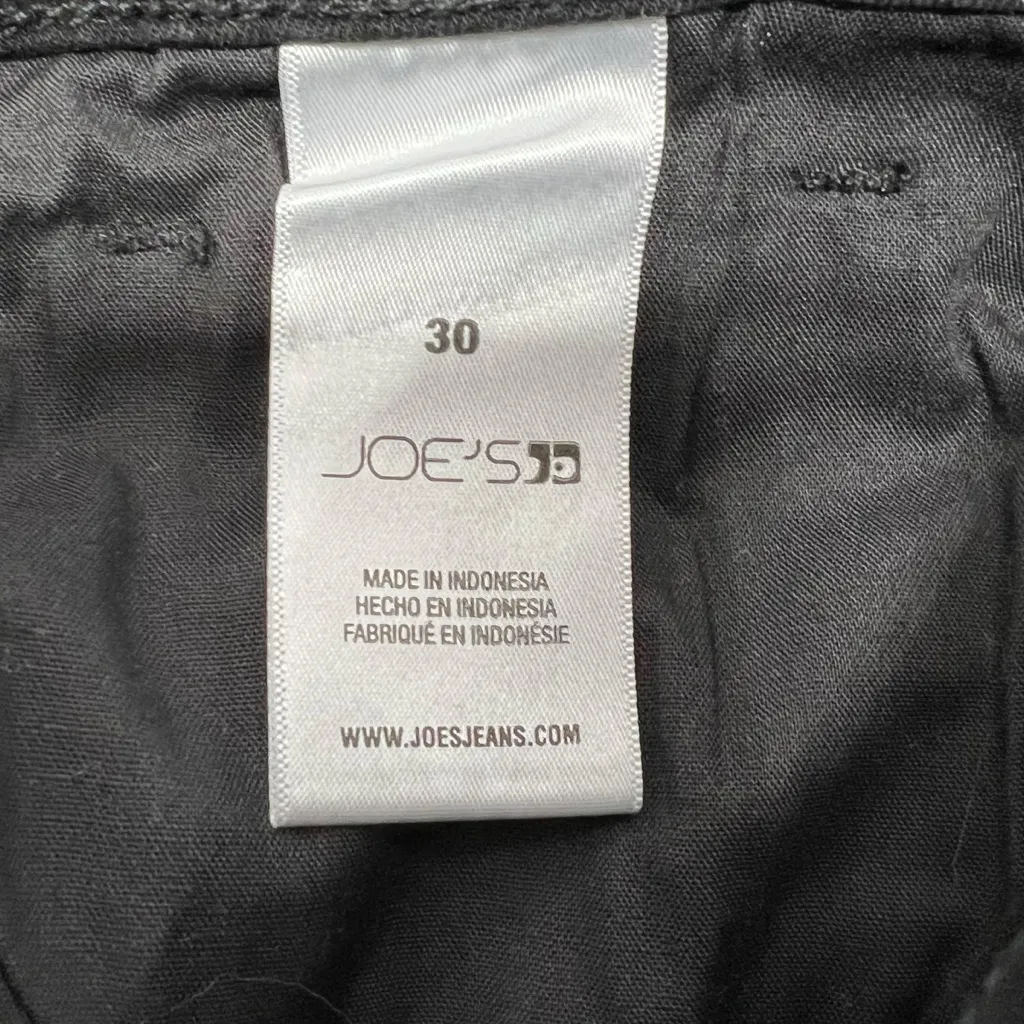 30
JOE'S
MADE IN INDONESIA
HECHO EN INDONESIA
FABRIQUÉ EN INDONÉSIE
WWW.JOESJEANS.COM